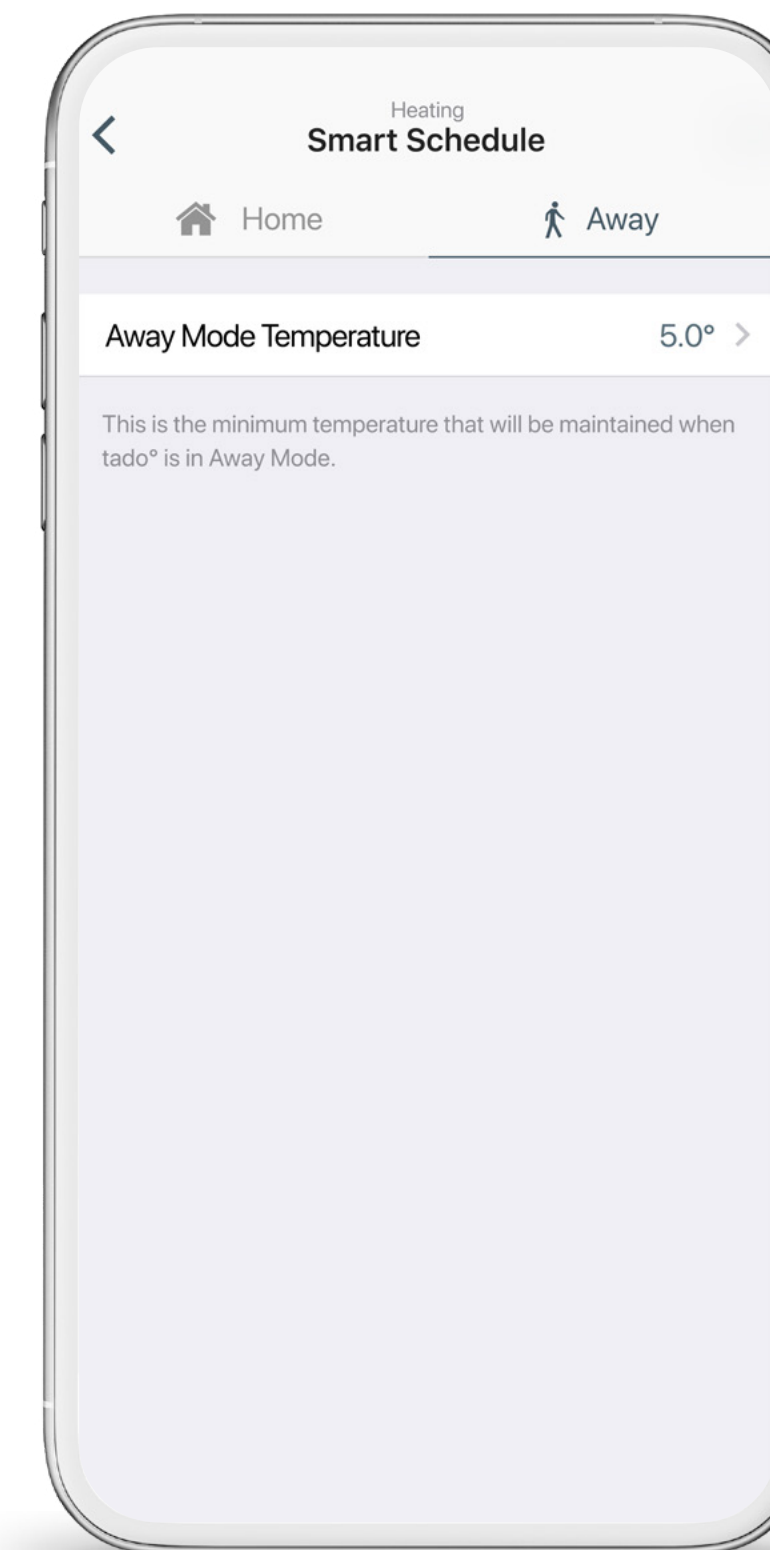 Heating
Smart Schedule
Home
Away
Away Mode Temperature 5.0°
This is the minimum temperature that will be maintained when
tado° is in Away Mode.